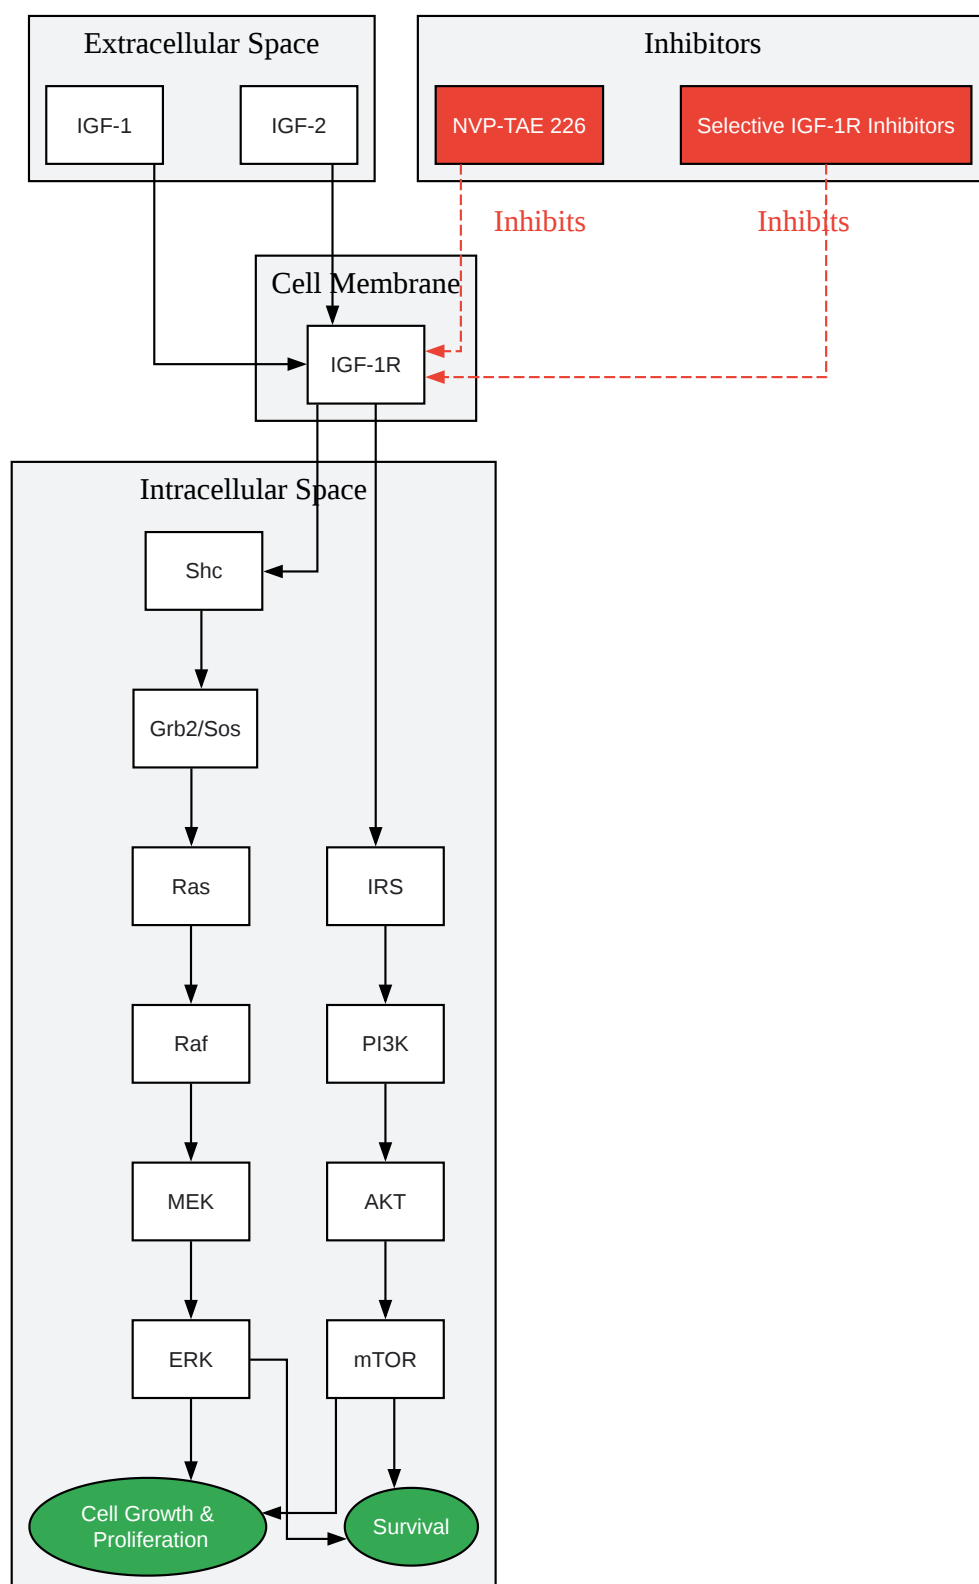 Extracellular Space
Inhibitors
IGF-1
IGF-2
NVP-TAE 226
Selective IGF-1R Inhibitors
Inhibits
Inhibits
Cell Membrane
IGF-1R
Intracellular Space
Shc
Grb2/Sos
Ras
IRS
Raf
PI3K
MEK
AKT
ERK
mTOR
Cell Growth &
Proliferation
Survival